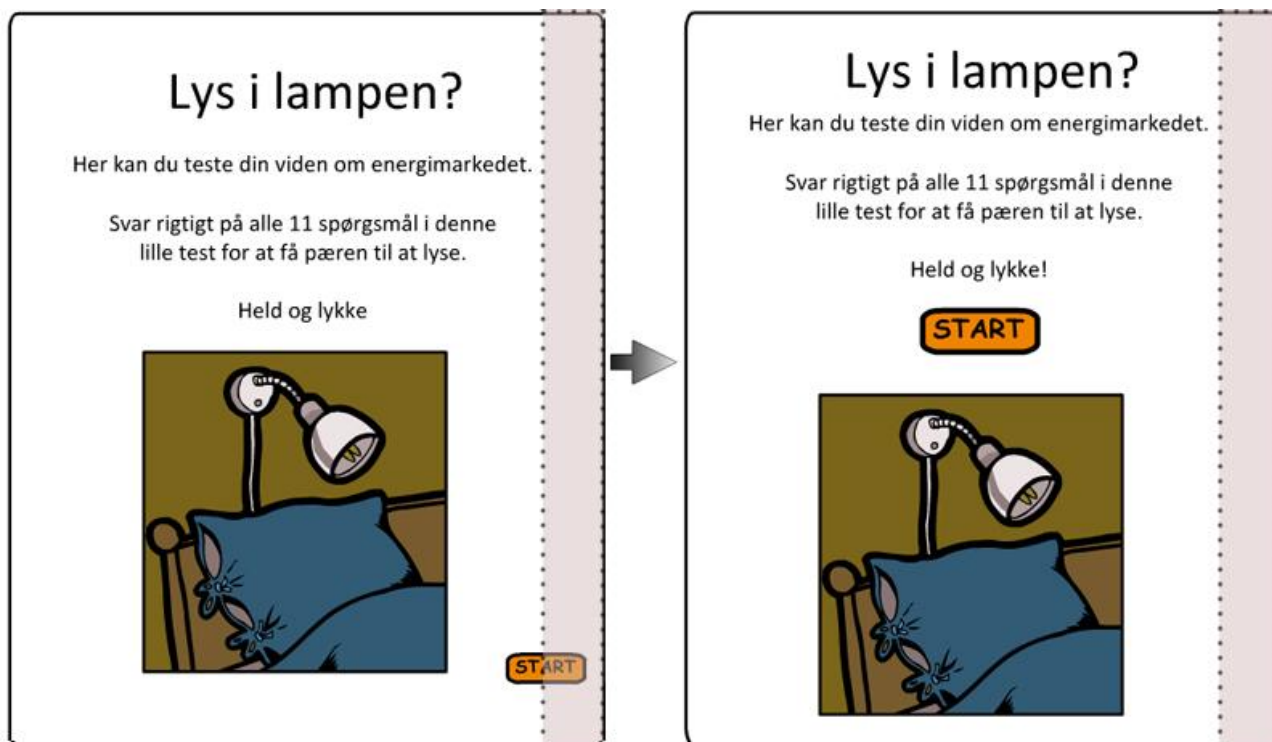 Lys i lampen?
Her kan du teste din viden om energimarkedet.
Svar rigtigt på alle 11 spørgsmål i denne
lille test for at få pæren til at lyse.
Held og lykke
START
Lys i lampen?
Her kan du teste din viden om energimarkedet.
Svar rigtigt på alle 11 spørgsmål i denne
lille test for at få pæren til at lyse.
Held og lykke!
START